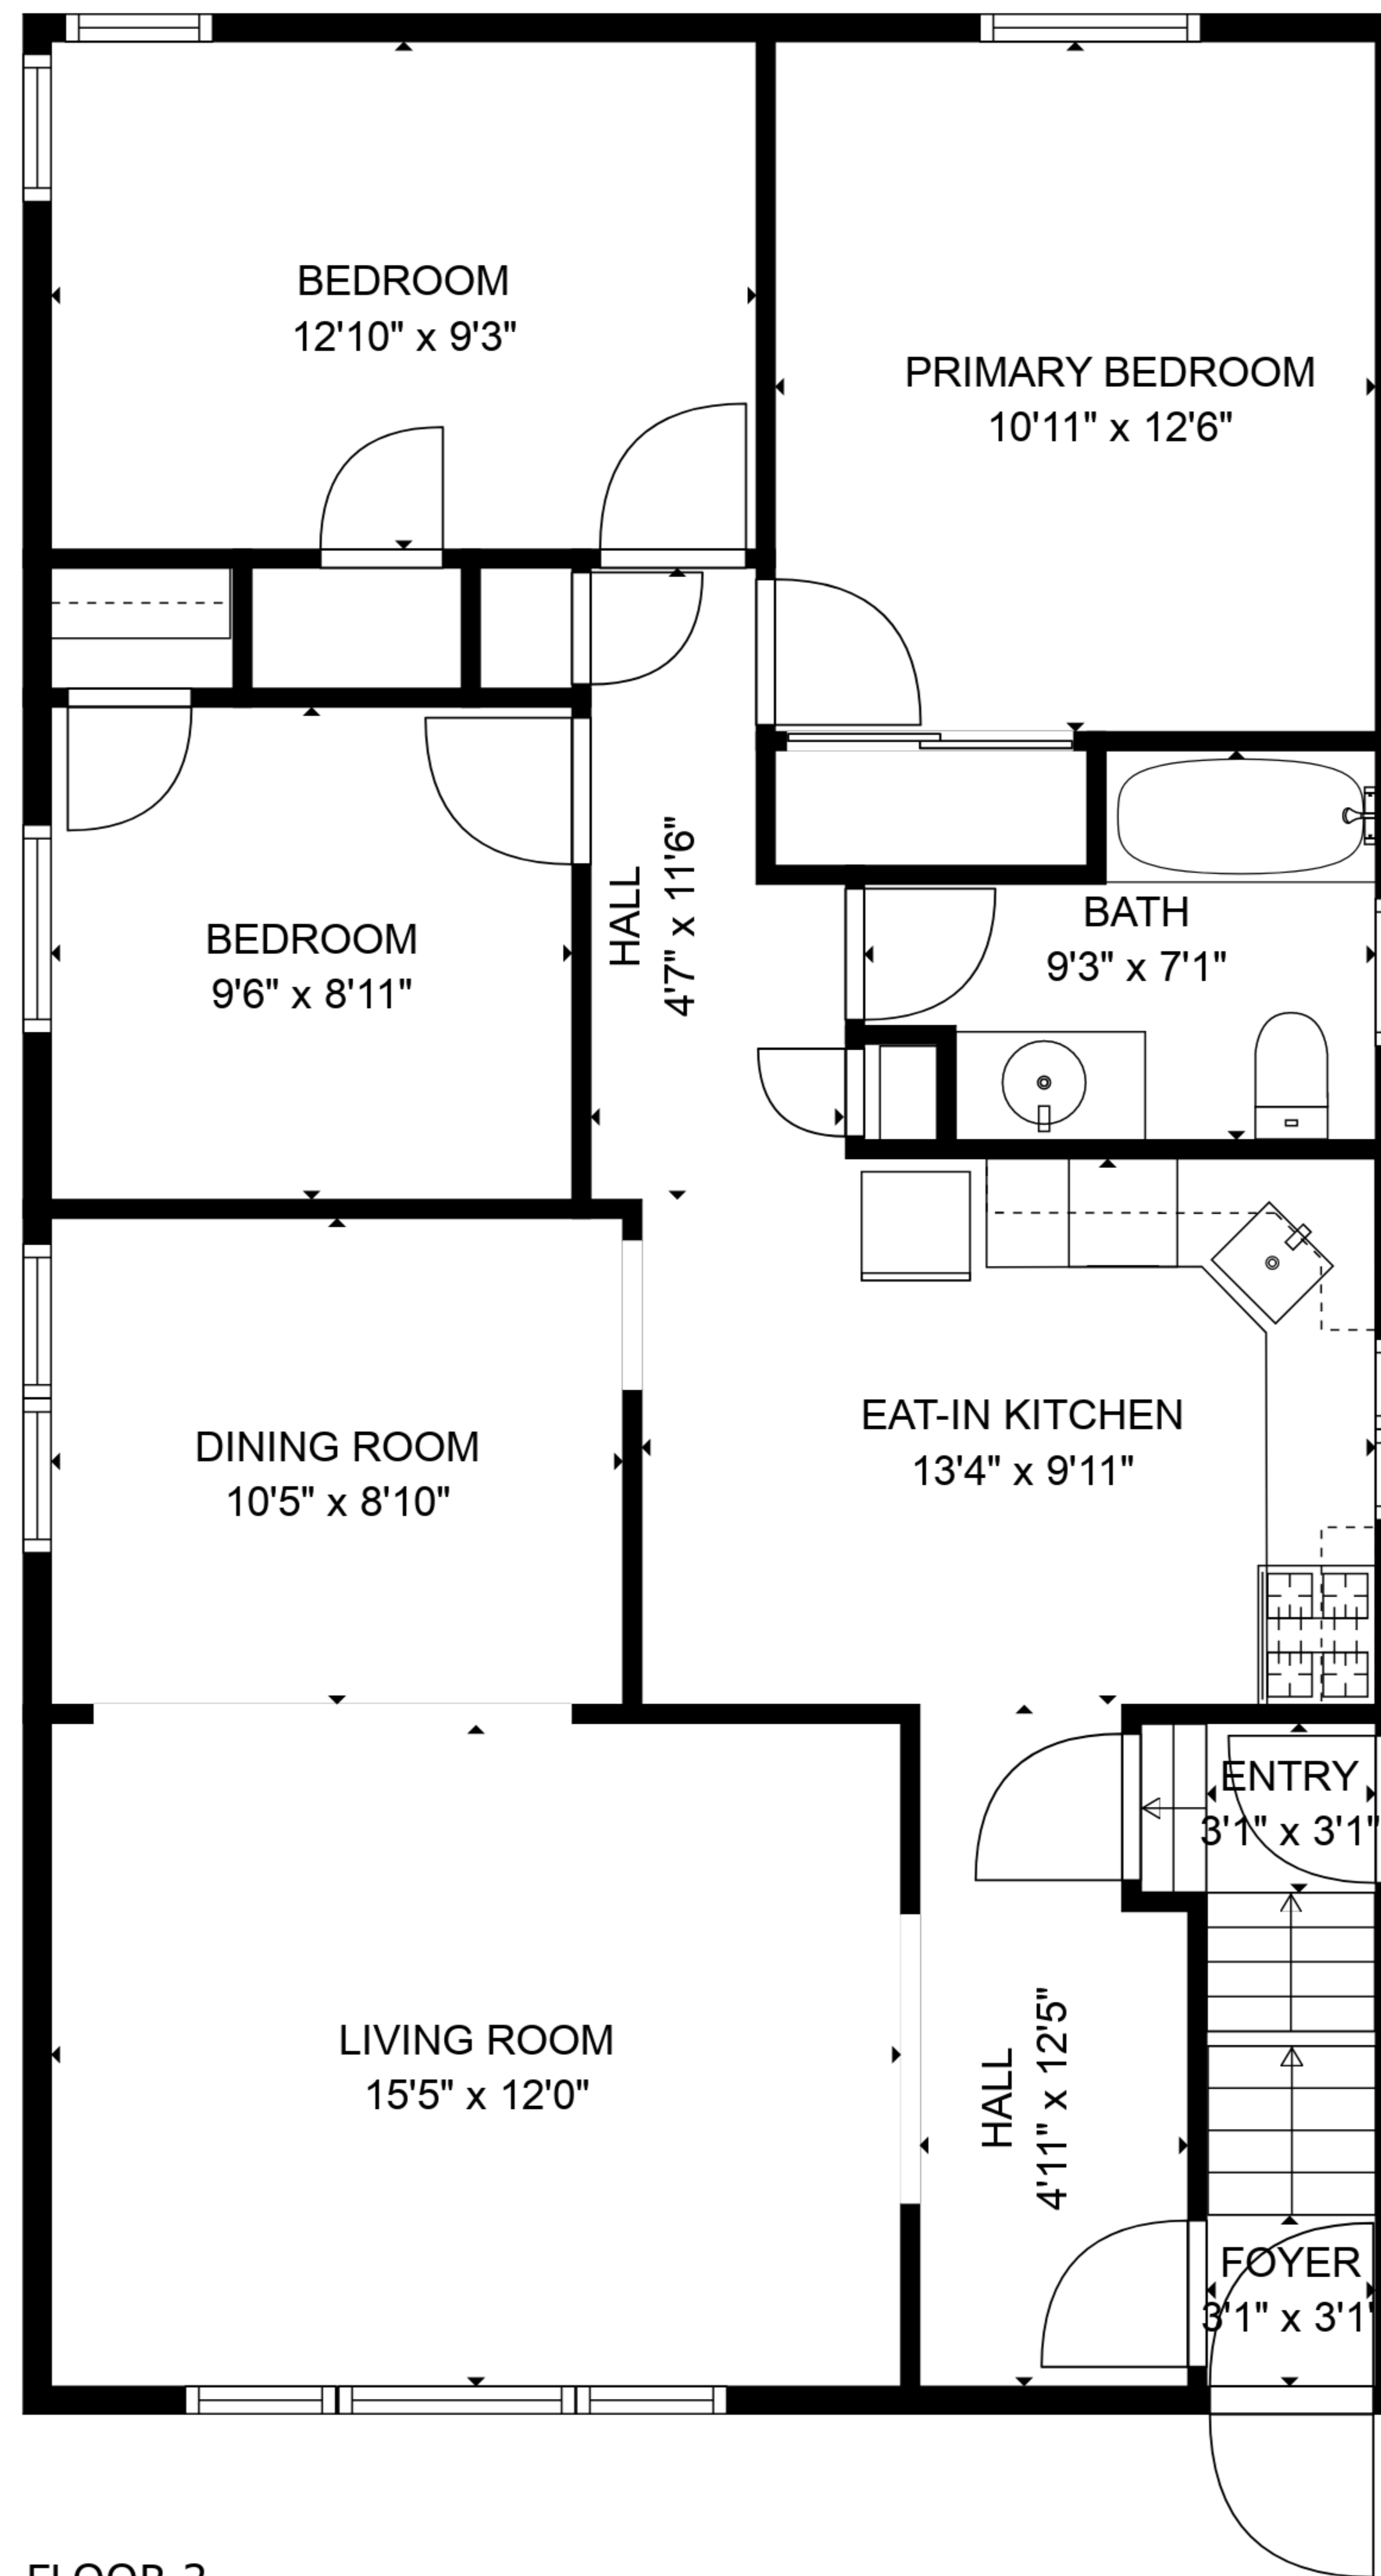 BEDROOM
12'10" x 9'3"
PRIMARY BEDROOM
10'11" x 12'6"
HALL
4'7" x 11'6"
BATH
9'3" x 7'1"
BEDROOM
9'6" x 8'11"
EAT-IN KITCHEN
13'4" x 9'11"
DINING ROOM
10'5" x 8'10"
ENTRY
3'1" x 3'1"
LIVING ROOM
15'5" x 12'0"
HALL
4'11" x 12'5"
FOYER
3'1" x 3'1"
FLOOR